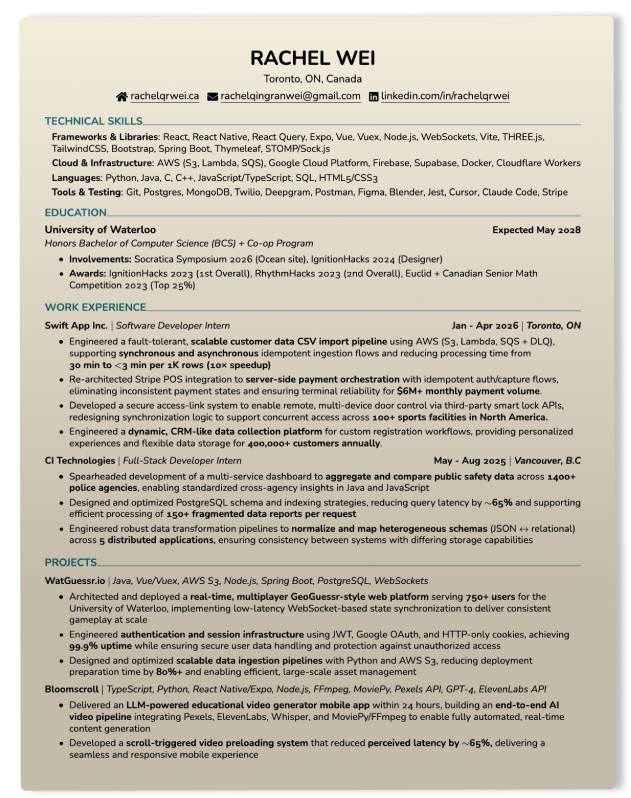 RACHEL WEI
Toronto, ON, Canada
rachelqrwei.ca rachelqingranwei@gmail.com linkedin.com/in/rachelqrwei
TECHNICAL SKILLS
Frameworks & Libraries: React, React Native, React Query, Expo, Vue, Vuex, Node.js, WebSockets, Vite, THREE.js,
TailwindCSS, Bootstrap, Spring Boot, Thymeleaf, STOMP/Sock.js
Cloud & Infrastructure: AWS (S3, Lambda, SQS), Google Cloud Platform, Firebase, Supabase, Docker, Cloudflare Workers
Languages: Python, Java, C, C++, JavaScript/TypeScript, SQL, HTML5/CSS3
Tools & Testing: Git, Postgres, MongoDB, Twilio, Deepgram, Postman, Figma, Blender, Jest, Cursor, Claude Code, Stripe
EDUCATION
University of Waterloo Expected May 2028
Honors Bachelor of Computer Science (BCS) + Co-op Program
• Involvements: Socratica Symposium 2026 (Ocean site), IgnitionHacks 2024 (Designer)
• Awards: IgnitionHacks 2023 (1st Overall), RhythmHacks 2023 (2nd Overall), Euclid + Canadian Senior Math
Competition 2023 (Top 25%)
WORK EXPERIENCE
Swift App Inc. | Software Developer Intern Jan - Apr 2026 | Toronto, ON
• Engineered a fault-tolerant, scalable customer data CSV import pipeline using AWS (S3, Lambda, SQS + DLQ),
supporting synchronous and asynchronous idempotent ingestion flows and reducing processing time from
30 min to <3 min per 1K rows (10× speedup)
• Re-architected Stripe POS integration to server-side payment orchestration with idempotent auth/capture flows,
eliminating inconsistent payment states and ensuring terminal reliability for $6M+ monthly payment volume.
• Developed a secure access-link system to enable remote, multi-device door control via third-party smart lock APIs,
redesigning synchronization logic to support concurrent access across 100+ sports facilities in North America.
• Engineered a dynamic, CRM-like data collection platform for custom registration workflows, providing personalized
experiences and flexible data storage for 400,000+ customers annually.
CI Technologies | Full-Stack Developer Intern May - Aug 2025 | Vancouver, B.C
• Spearheaded development of a multi-service dashboard to aggregate and compare public safety data across 1400+
police agencies, enabling standardized cross-agency insights in Java and JavaScript
• Designed and optimized PostgreSQL schema and indexing strategies, reducing query latency by ~65% and supporting
efficient processing of 150+ fragmented data reports per request
• Engineered robust data transformation pipelines to normalize and map heterogeneous schemas (JSON ↔ relational)
across 5 distributed applications, ensuring consistency between systems with differing storage capabilities
PROJECTS
WatGuessr.io | Java, Vue/Vuex, AWS S3, Node.js, Spring Boot, PostgreSQL, WebSockets
• Architected and deployed a real-time, multiplayer GeoGuessr-style web platform serving 750+ users for the
University of Waterloo, implementing low-latency WebSocket-based state synchronization to deliver consistent
gameplay at scale
• Engineered authentication and session infrastructure using JWT, Google OAuth, and HTTP-only cookies, achieving
99.9% uptime while ensuring secure user data handling and protection against unauthorized access
• Designed and optimized scalable data ingestion pipelines with Python and AWS S3, reducing deployment
preparation time by 80%+ and enabling efficient, large-scale asset management
Bloomscroll | TypeScript, Python, React Native/Expo, Node.js, FFmpeg, MoviePy, Pexels API, GPT-4, ElevenLabs API
• Delivered an LLM-powered educational video generator mobile app within 24 hours, building an end-to-end AI
video pipeline integrating Pexels, ElevenLabs, Whisper, and MoviePy/FFmpeg to enable fully automated, real-time
content generation
• Developed a scroll-triggered video preloading system that reduced perceived latency by ~65%, delivering a
seamless and responsive mobile experience